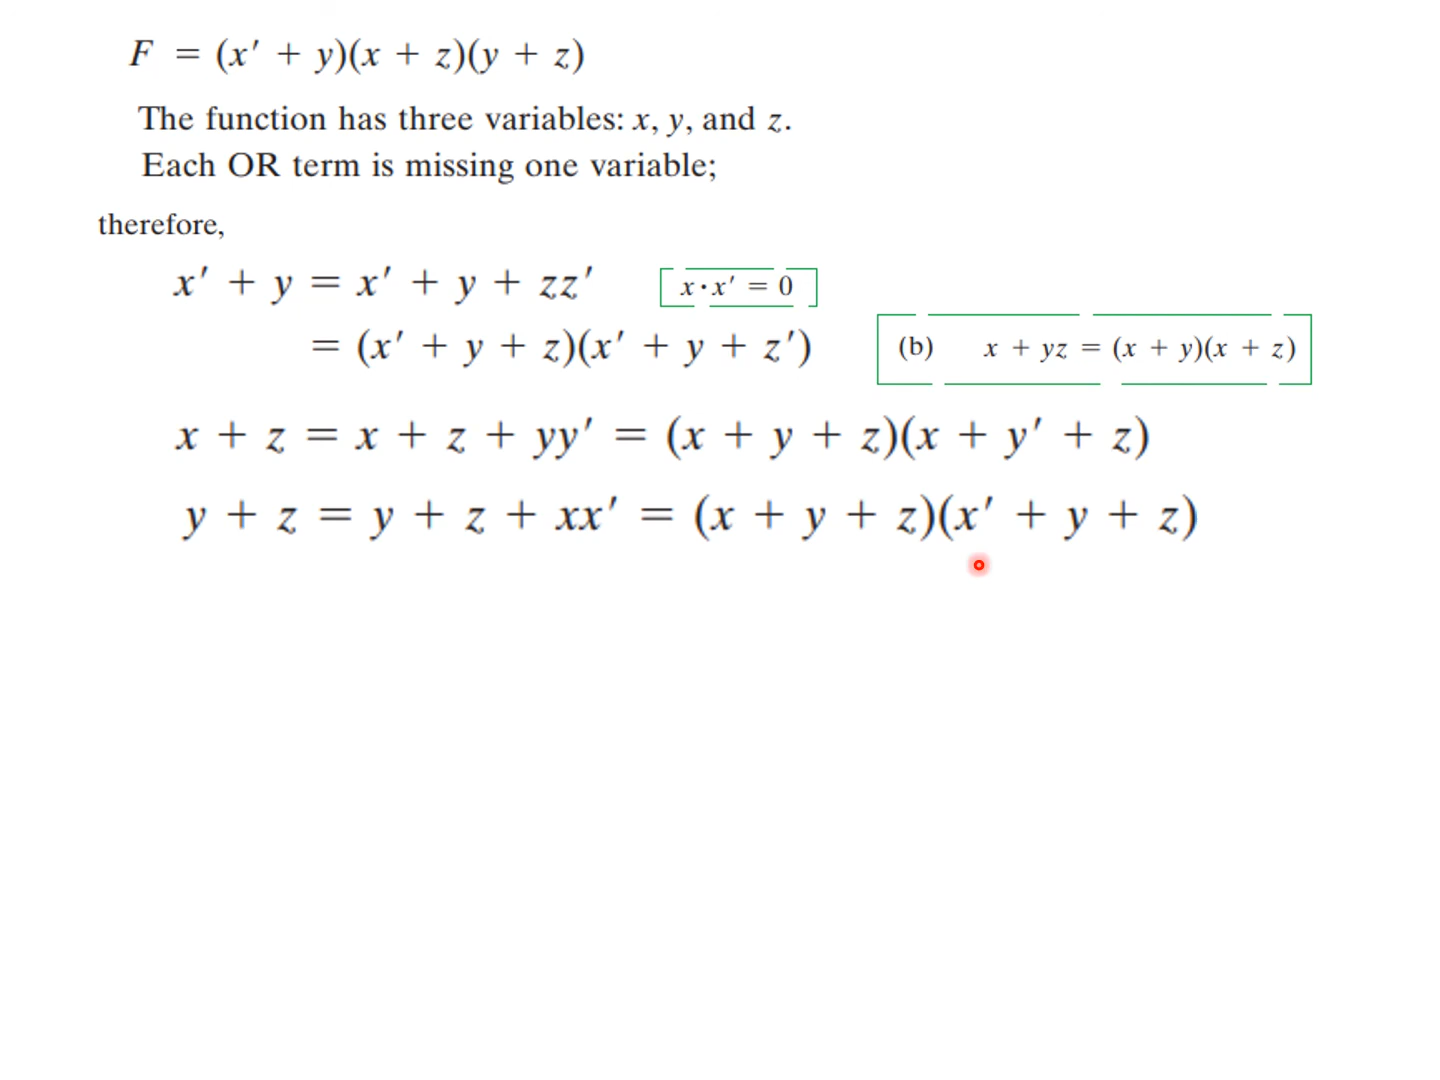 F = (x′ + y)(x + z)(y + z)
The function has three variables: x, y, and z.
Each OR term is missing one variable;
therefore,
x′ + y = x′ + y + zz′
x · x′ = 0
= (x′ + y + z)(x′ + y + z′)
(b) x + yz = (x + y)(x + z)
x + z = x + z + yy′ = (x + y + z)(x + y′ + z)
y + z = y + z + xx′ = (x + y + z)(x′ + y + z)